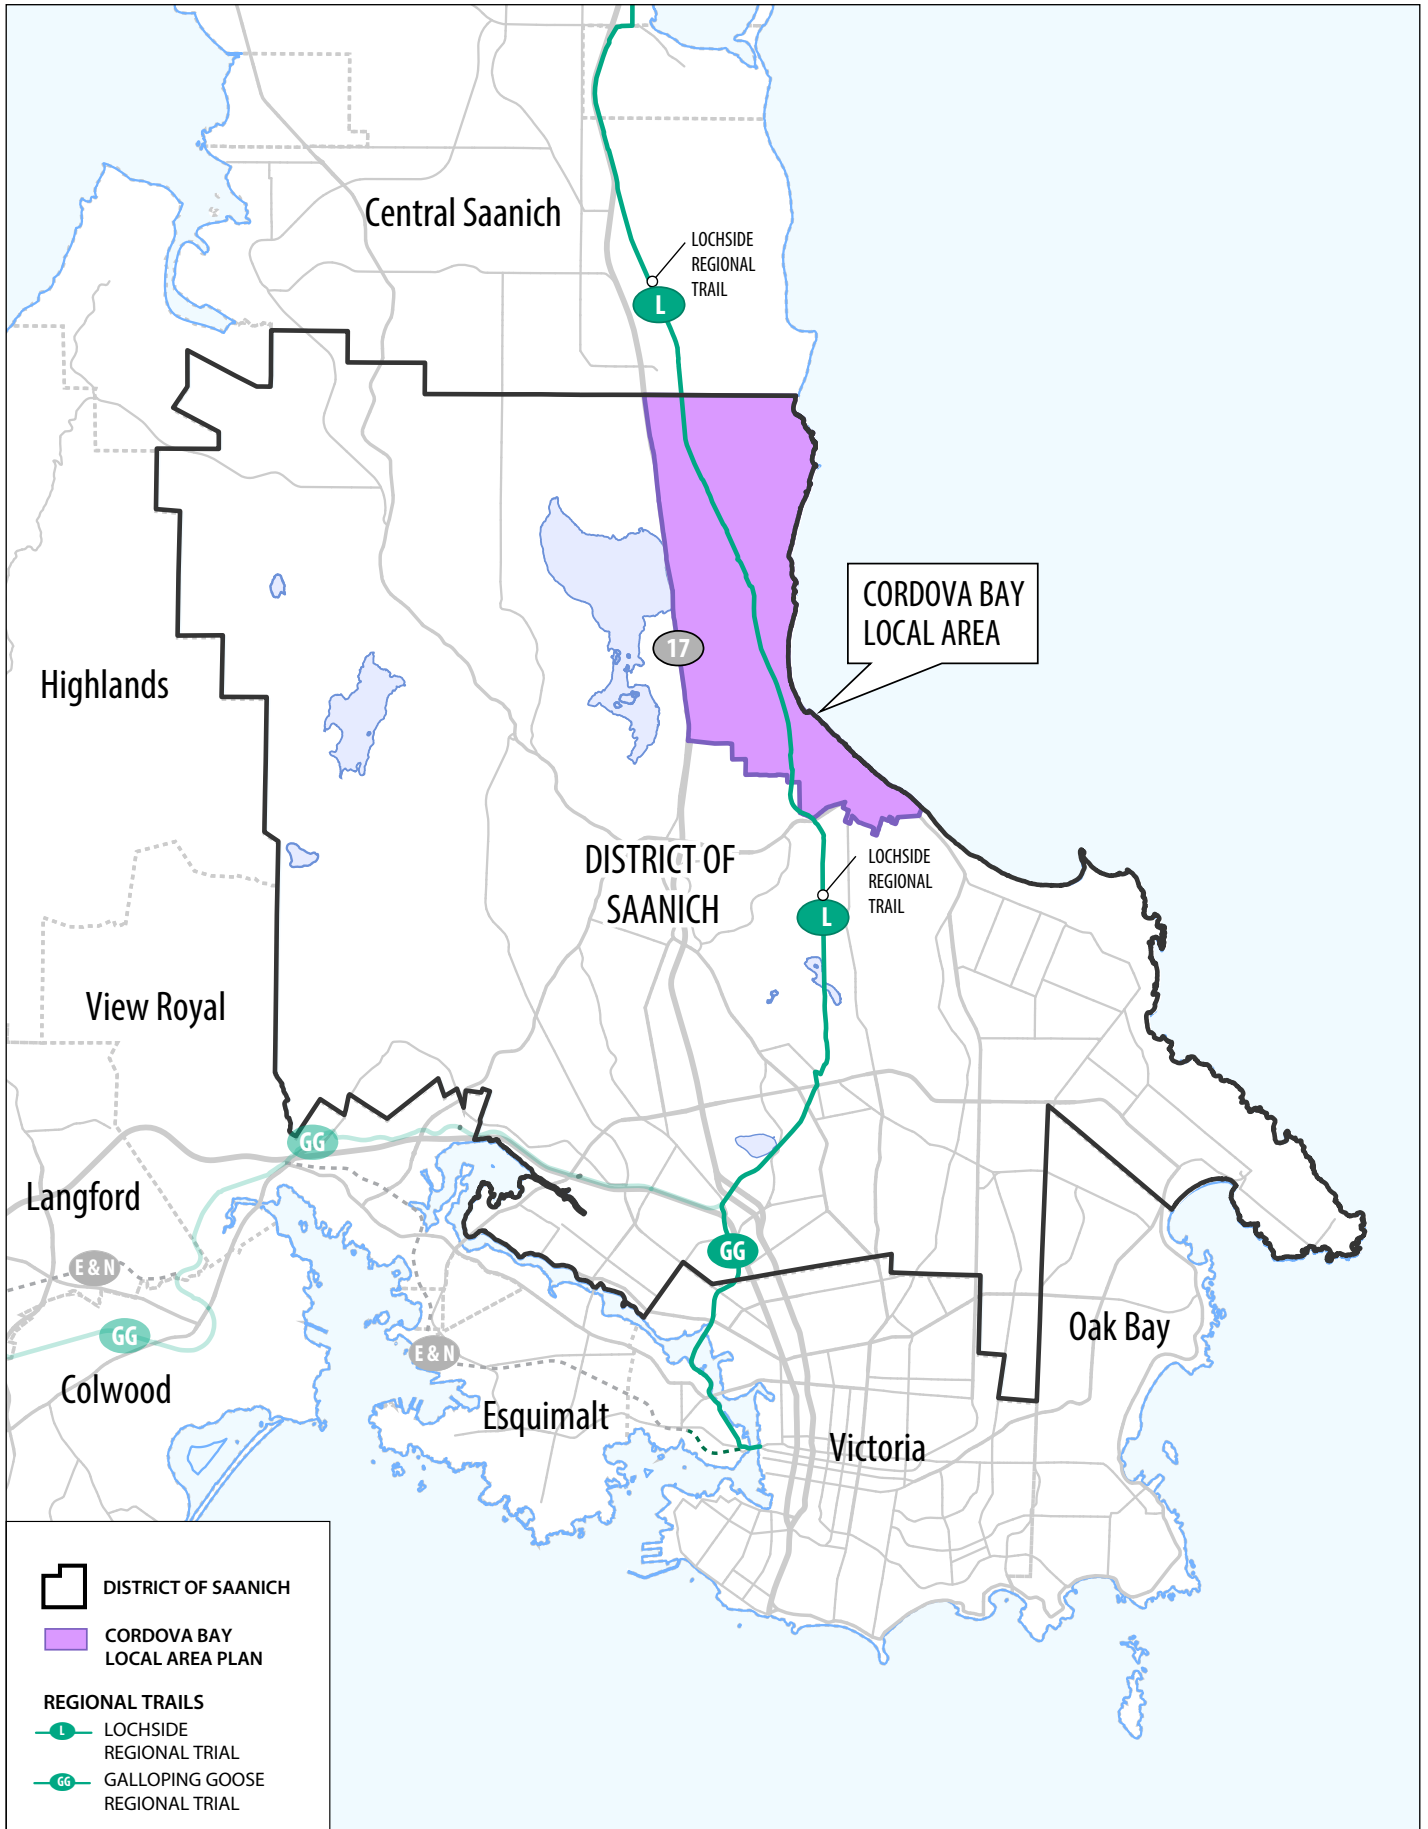 Central Saanich
LOCHSIDE
REGIONAL
TRAIL
L
CORDOVA BAY
LOCAL AREA
17
Highlands
DISTRICT OF
SAANICH
LOCHSIDE
REGIONAL
TRAIL
L
View Royal
GG
Langford
GG
E & N
GG
E & N
Oak Bay
Colwood
Esquimalt
Victoria
DISTRICT OF SAANICH
CORDOVA BAY
LOCAL AREA PLAN
REGIONAL TRAILS
L LOCHSIDE
REGIONAL TRIAL
GG GALLOPING GOOSE
REGIONAL TRIAL